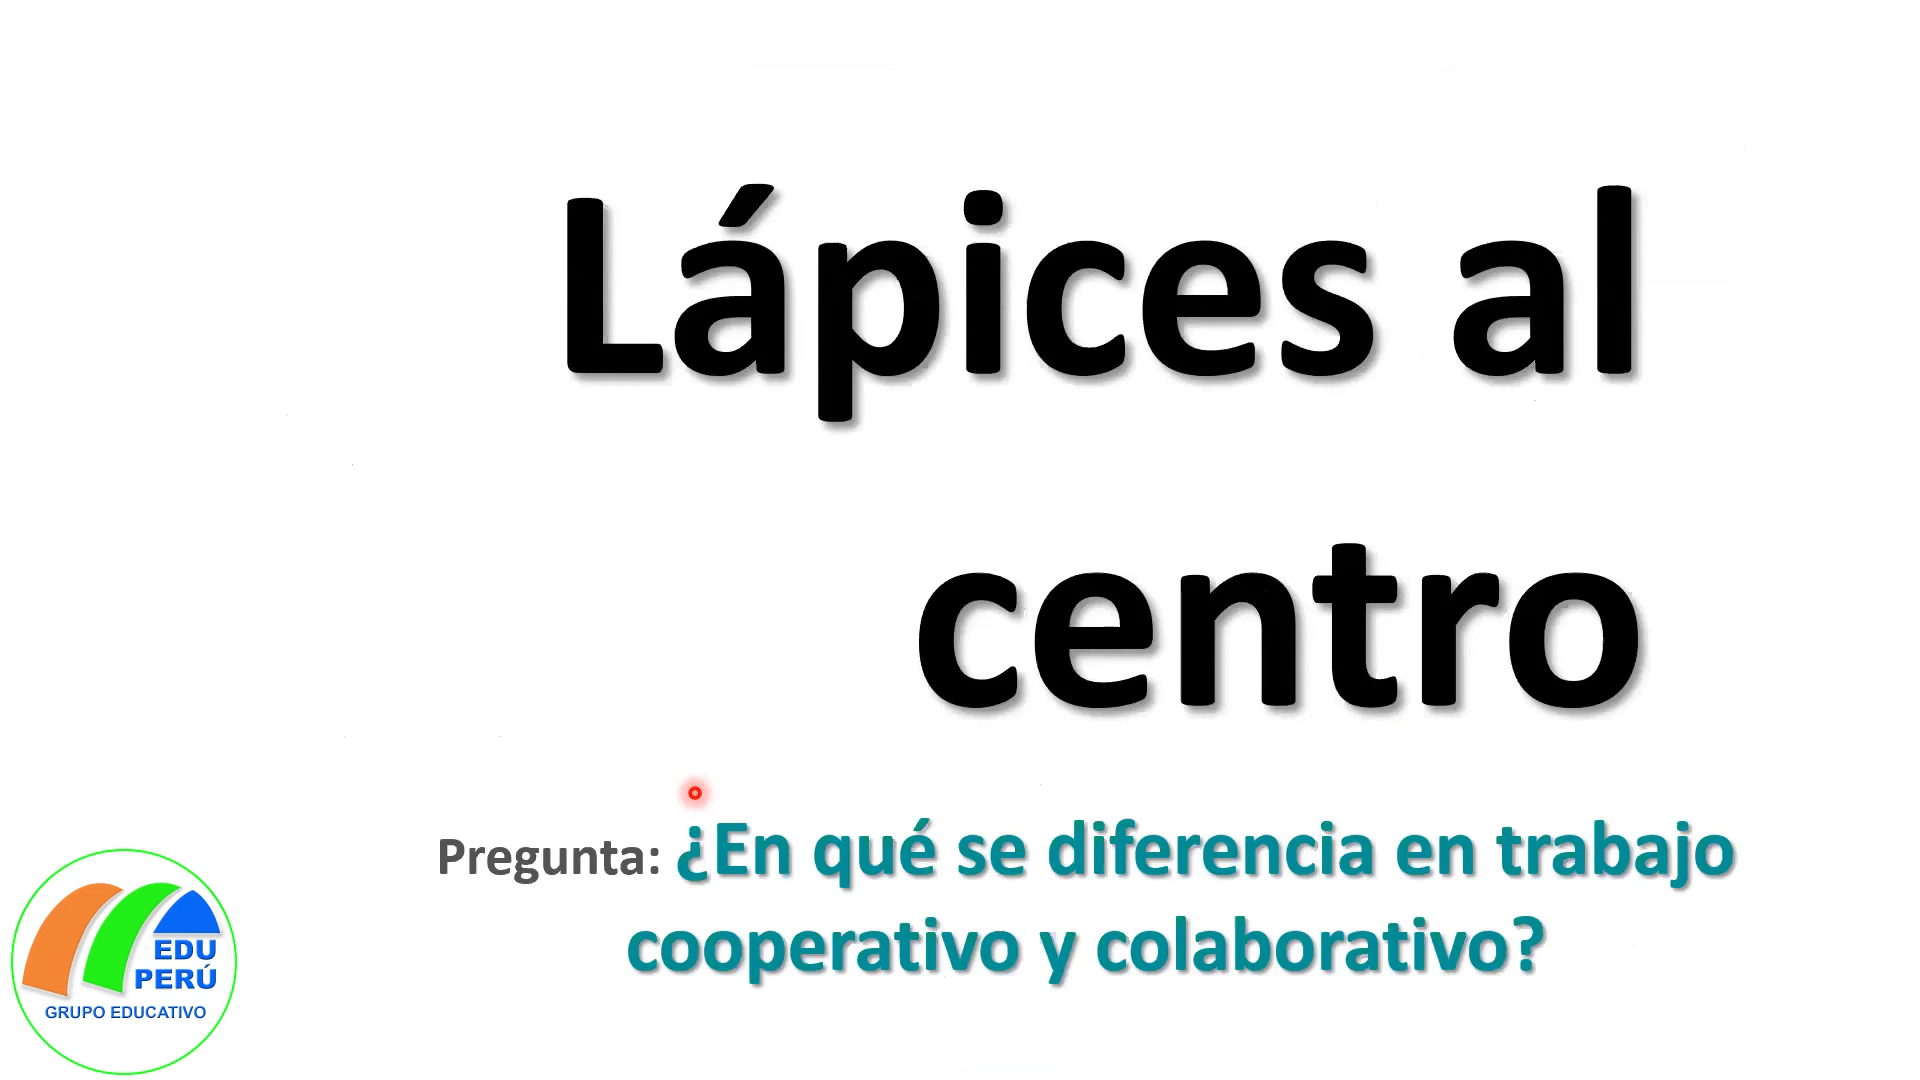 Lápices al
centro
Pregunta: ¿En qué se diferencia en trabajo
cooperativo y colaborativo?
EDU
PERÚ
GRUPO EDUCATIVO